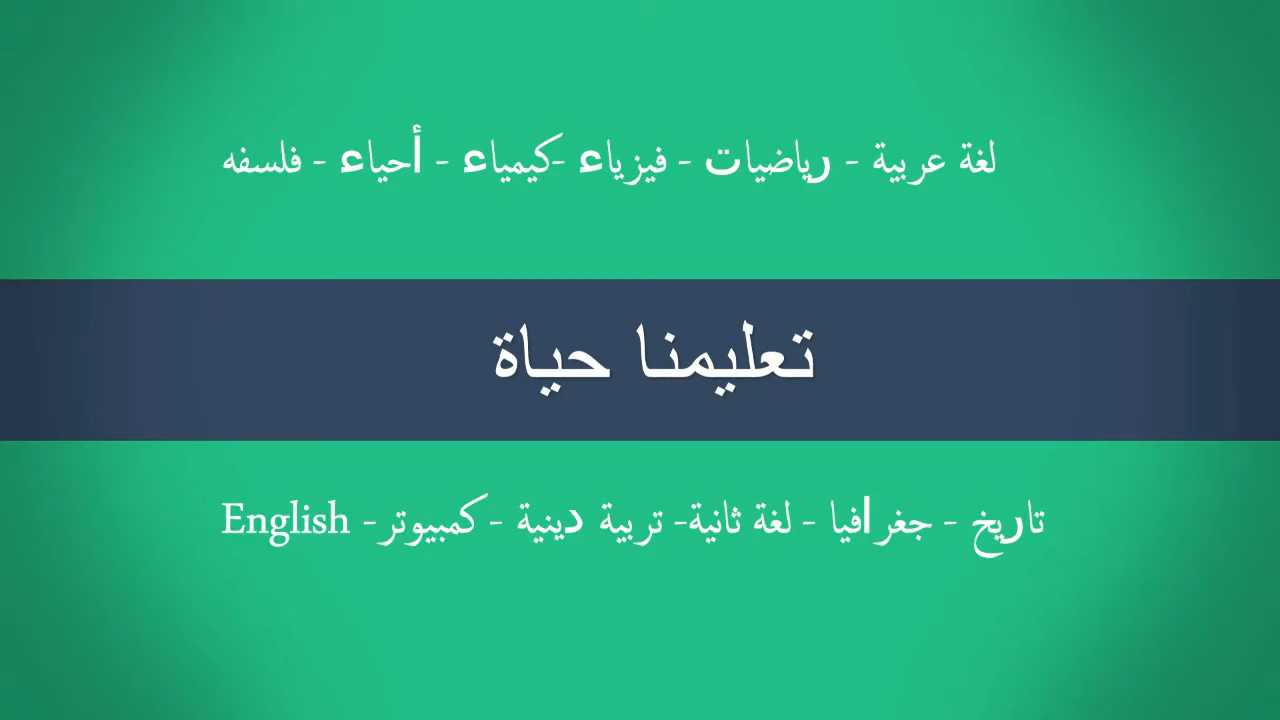 لغة عربية - رياضيات - فيزياء -كيمياء - أحياء - فلسفه
تعليمنا حياة
تاريخ - جغرافيا - لغة ثانية- تربية دينية - كمبيوتر- English